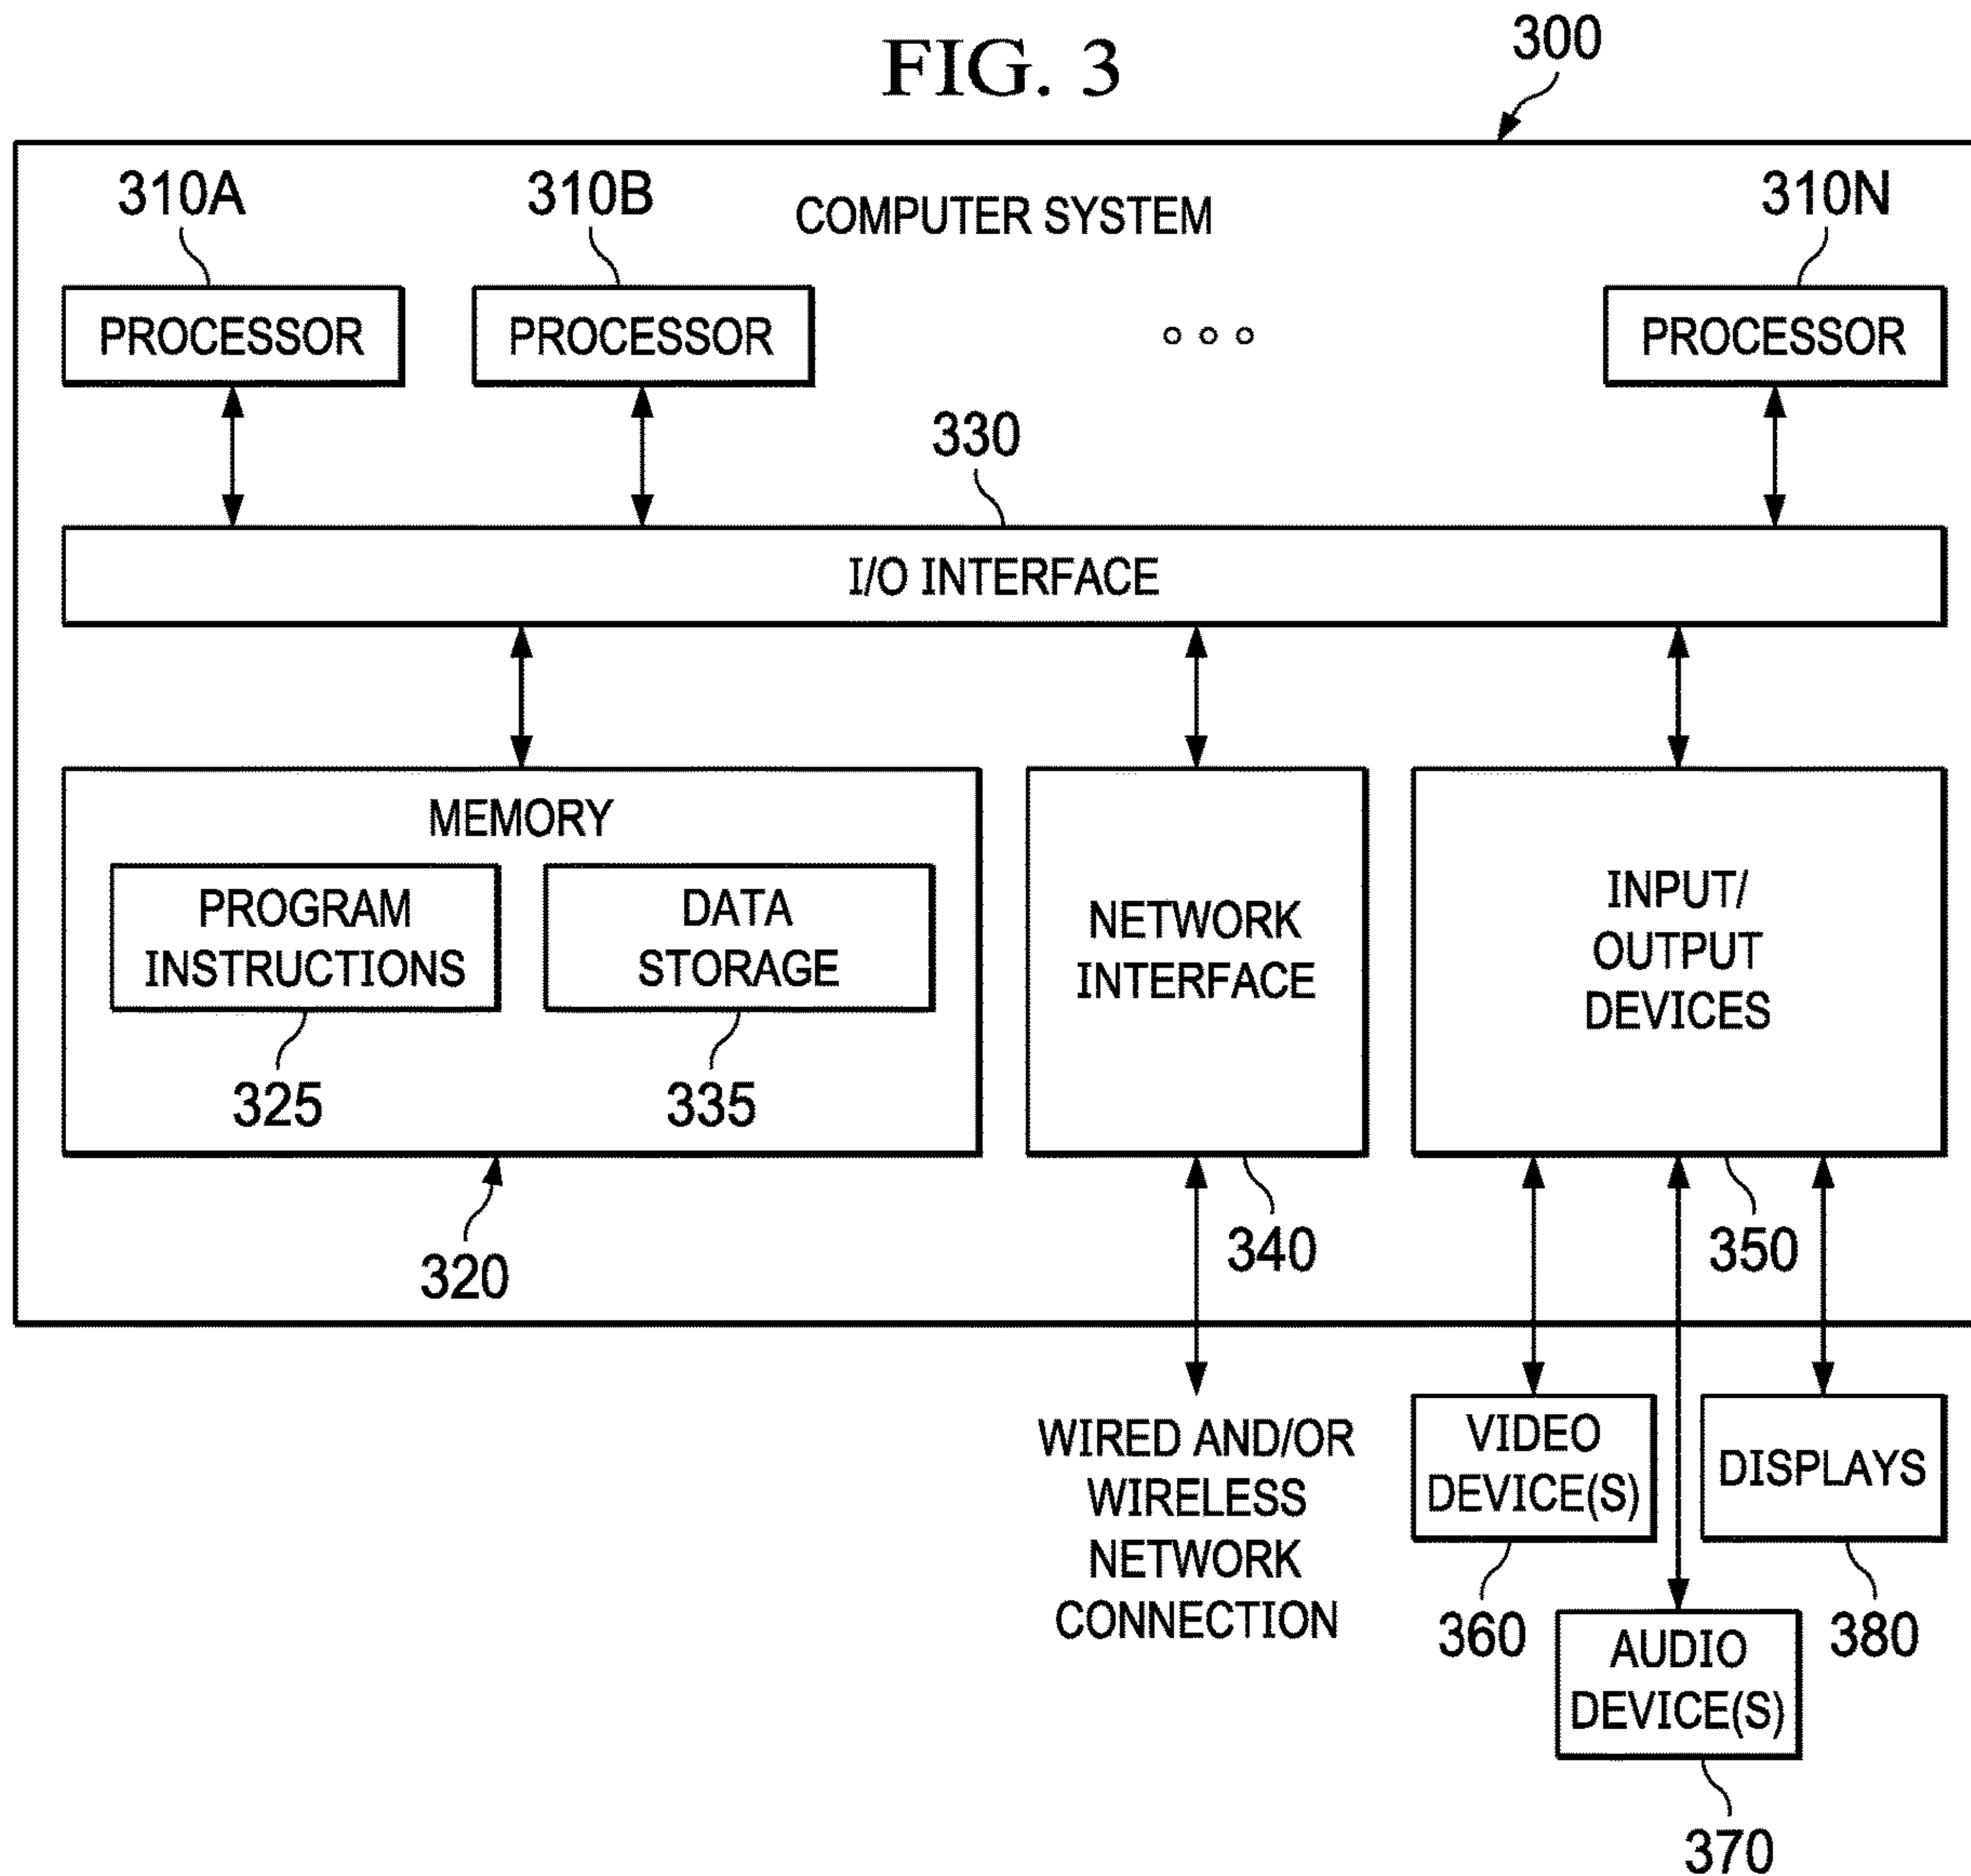 FIG. 3
300
310A
310B
COMPUTER SYSTEM
310N
PROCESSOR
PROCESSOR
PROCESSOR
330
I/O INTERFACE
MEMORY
PROGRAM
INSTRUCTIONS
DATA
STORAGE
325
335
320
NETWORK
INTERFACE
340
INPUT/
OUTPUT
DEVICES
350
WIRED AND/OR
WIRELESS
NETWORK
CONNECTION
VIDEO
DEVICE(S)
360
DISPLAYS
380
AUDIO
DEVICE(S)
370